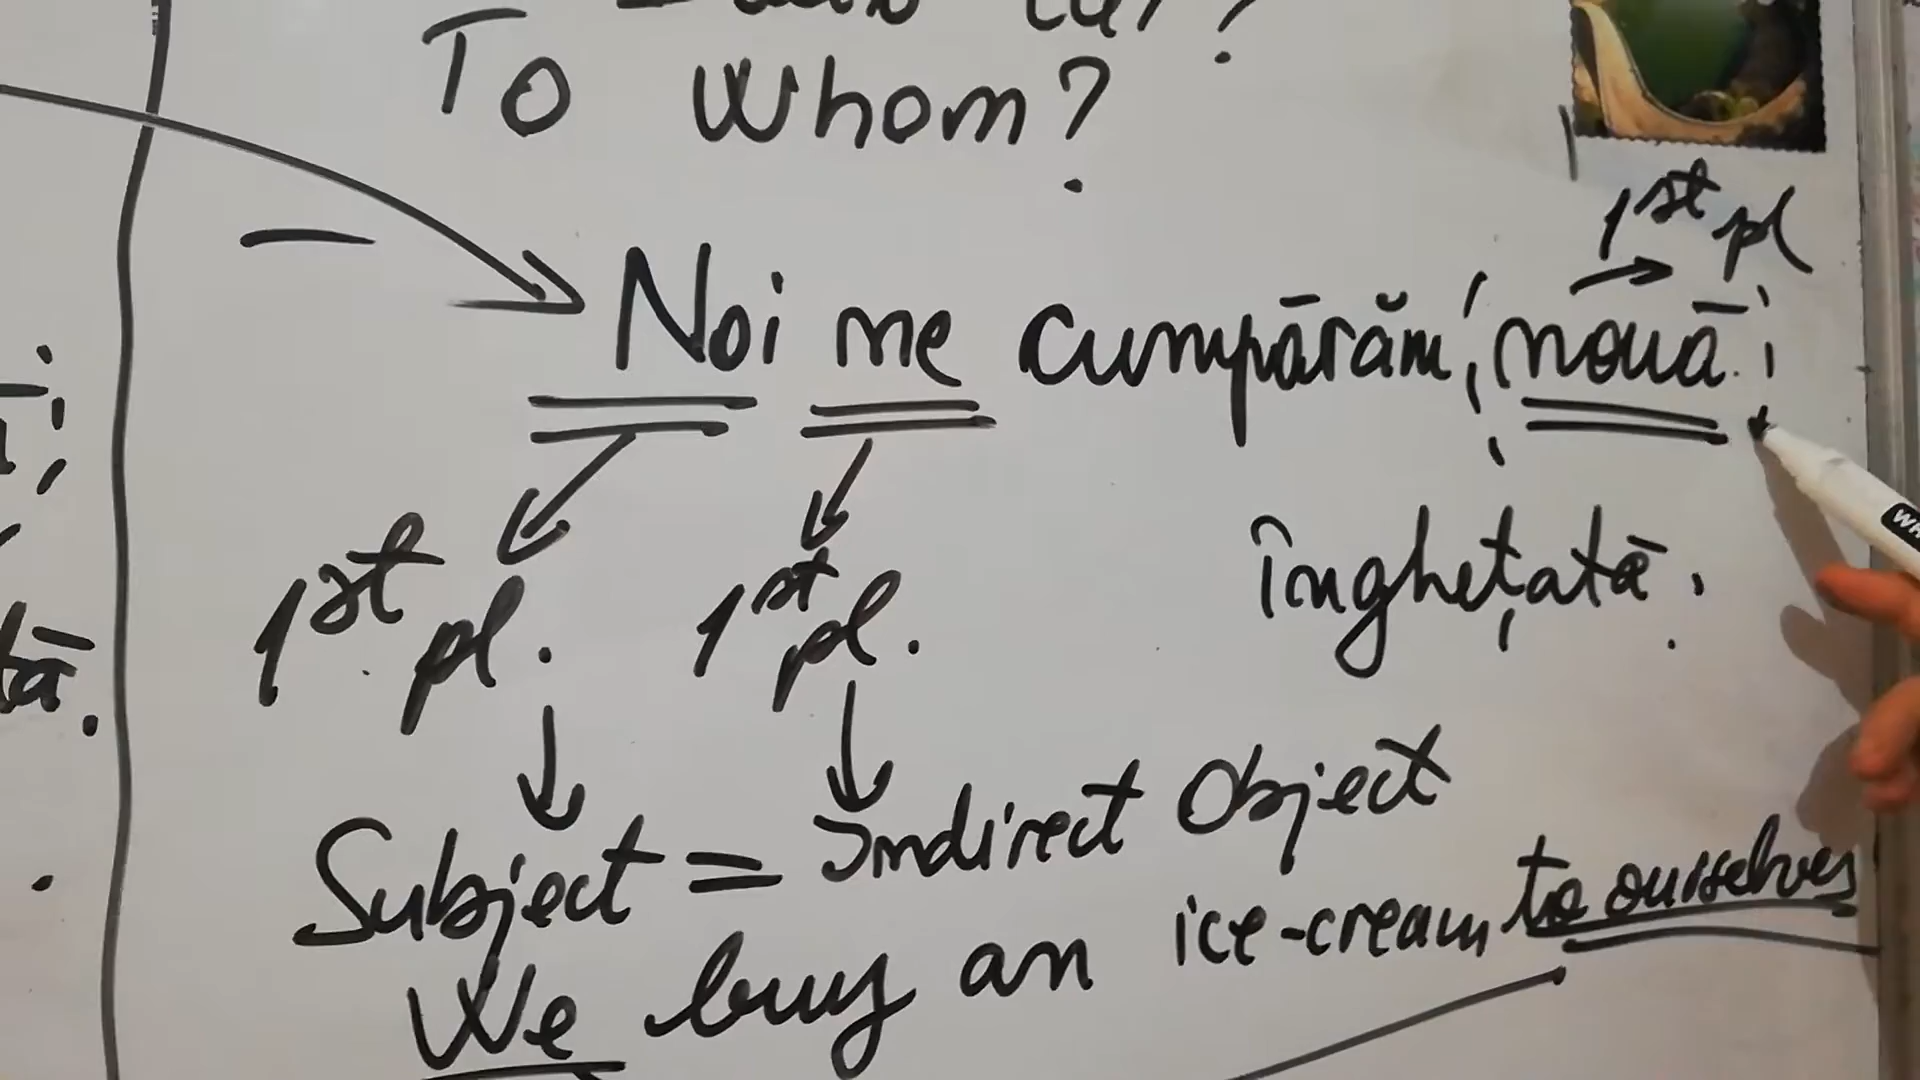 cui?
To Whom?
1st pl
Noi ne cumpărăm nouă
înghețată.
1st pl. 1st pl.
Subject = Indirect Object
We buy an ice-cream to ourselves